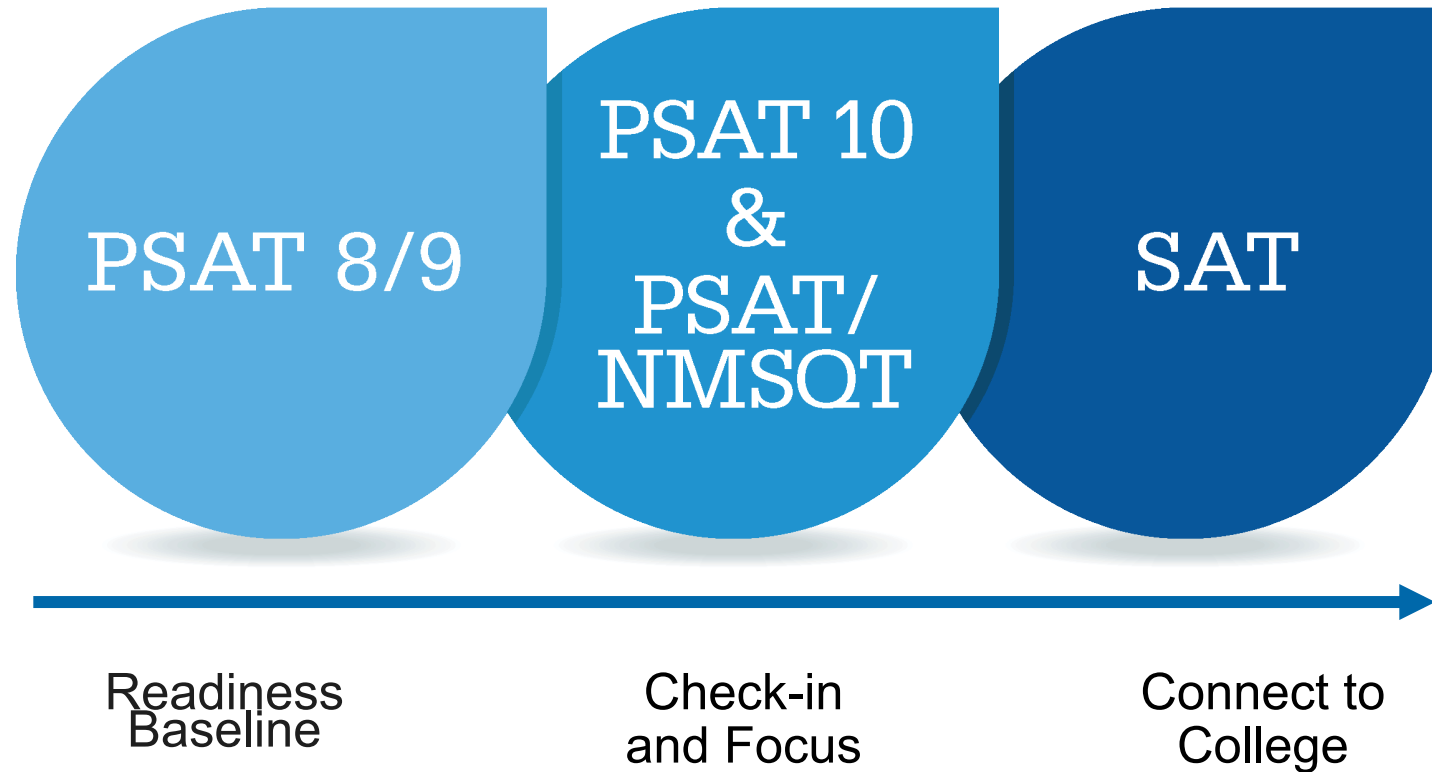 PSAT 8/9
PSAT 10
&
PSAT/
NMSQT
SAT
Readiness
Baseline
Check-in
and Focus
Connect to
College